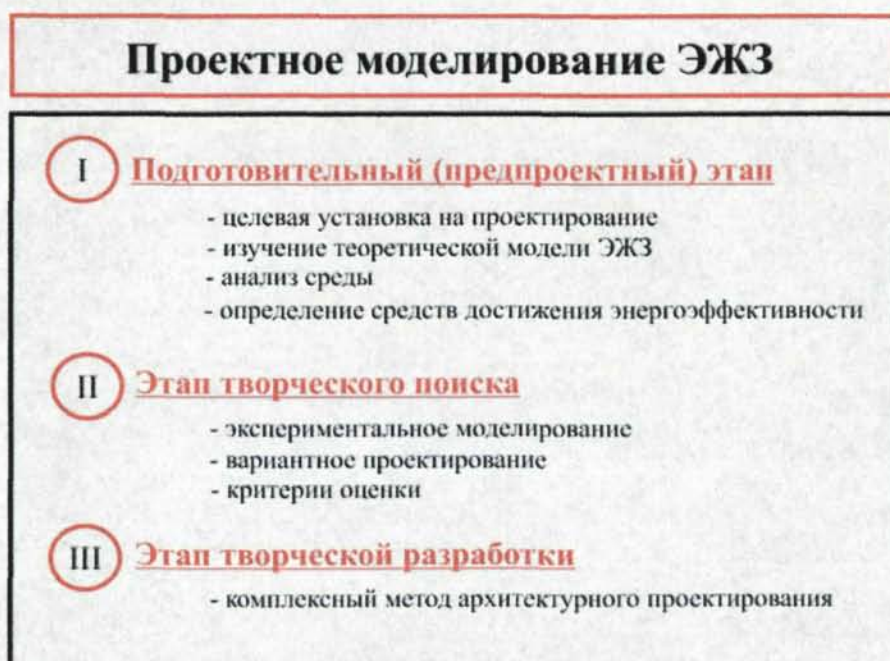 Проектное моделирование ЭЖЗ
I Подготовительный (предпроектный) этап
- целевая установка на проектирование
- изучение теоретической модели ЭЖЗ
- анализ среды
- определение средств достижения энергоэффективности
II Этап творческого поиска
- экспериментальное моделирование
- вариантное проектирование
- критерии оценки
III Этап творческой разработки
- комплексный метод архитектурного проектирования